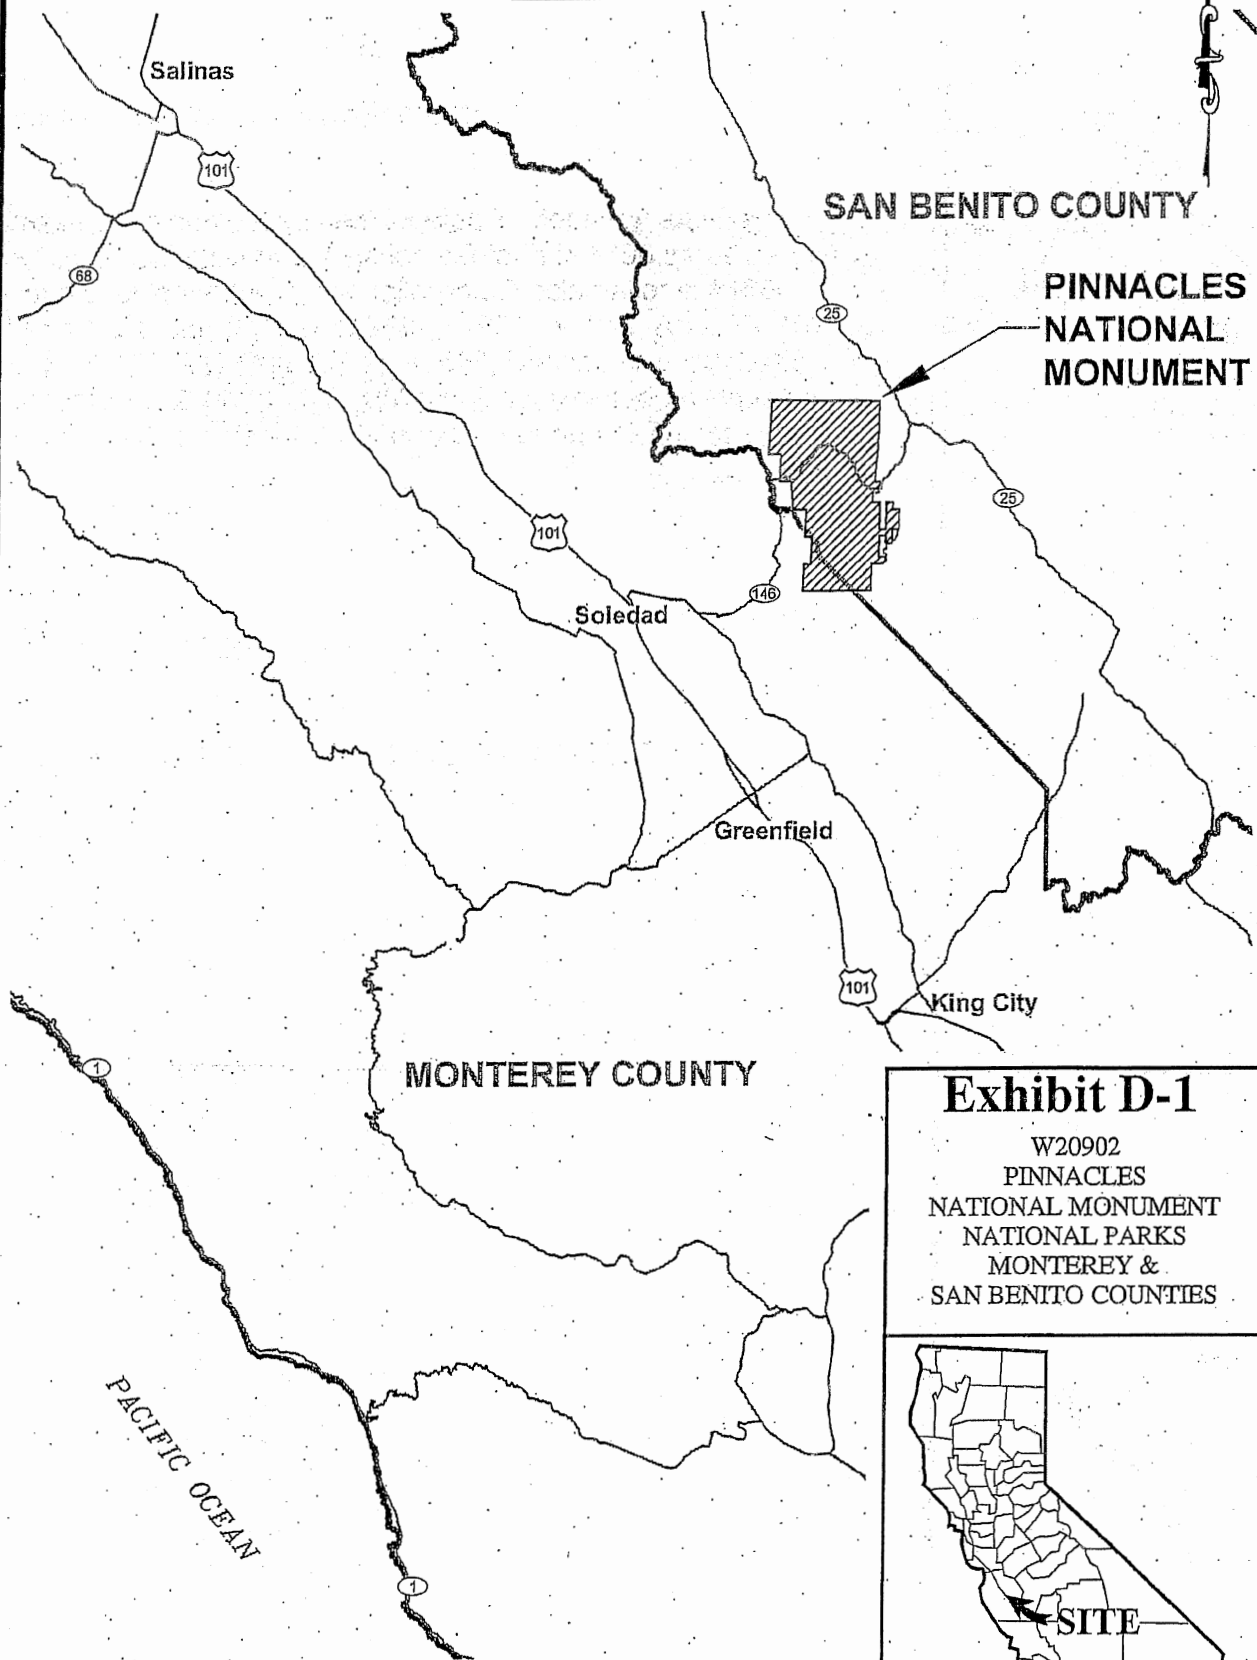 Salinas
101
SAN BENITO COUNTY
68
25
PINNACLES
NATIONAL
MONUMENT
25
101
146
Soledad
Greenfield
101
King City
1
MONTEREY COUNTY
Exhibit D-1
W20902
PINNACLES
NATIONAL MONUMENT
NATIONAL PARKS
MONTEREY &
SAN BENITO COUNTIES
PACIFIC OCEAN
1
SITE